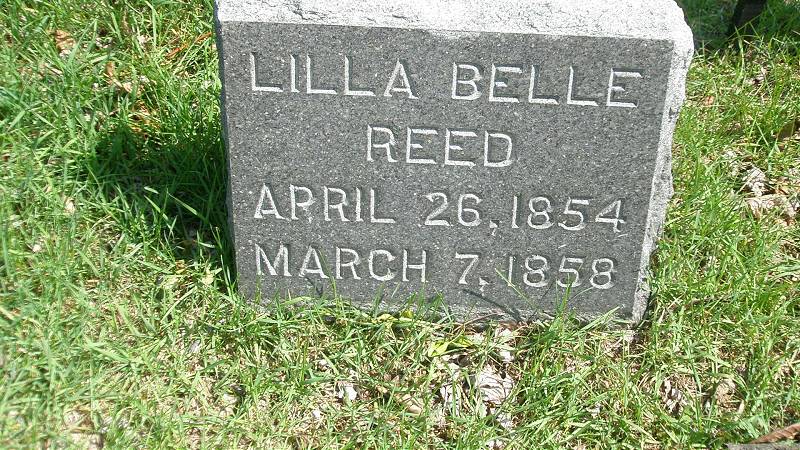 LILLA BELLE
REED
APRIL 26, 1854
MARCH 7, 1858